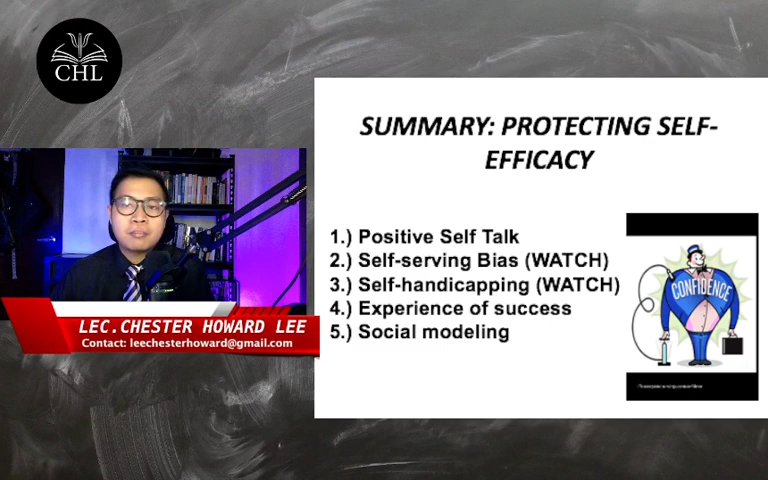 CHL
SUMMARY: PROTECTING SELF-
EFFICACY
1.) Positive Self Talk
2.) Self-serving Bias (WATCH)
3.) Self-handicapping (WATCH)
4.) Experience of success
5.) Social modeling
CONFIDENCE
LEC.CHESTER HOWARD LEE
Contact: leechesterhoward@gmail.com